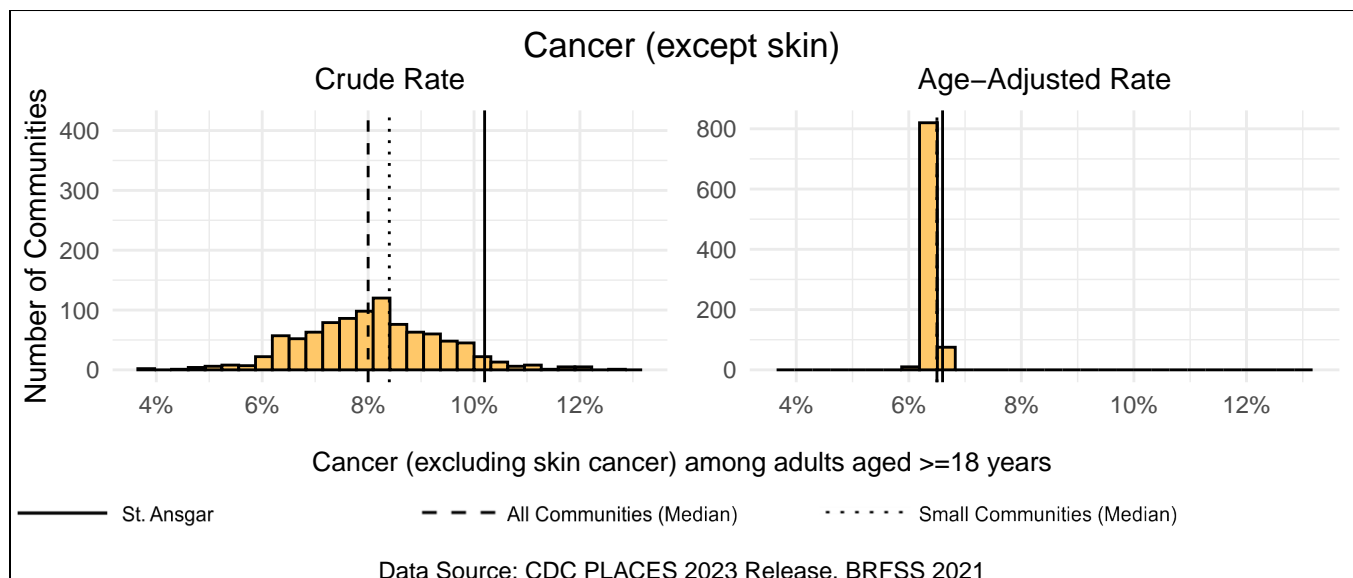 Cancer (except skin)
Crude Rate
Age−Adjusted Rate
Number of Communities
400
300
200
100
0
4%
6%
8%
10%
12%
800
600
400
200
0
4%
6%
8%
10%
12%
Cancer (excluding skin cancer) among adults aged >=18 years
St. Ansgar
All Communities (Median)
Small Communities (Median)
Data Source: CDC PLACES 2023 Release, BRFSS 2021